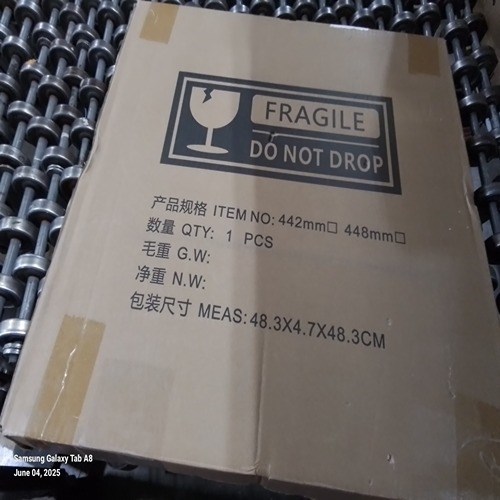 FRAGILE
DO NOT DROP
产品规格 ITEM NO: 442mm□ 448mm□
数量 QTY: 1 PCS
毛重 G.W:
净重 N.W:
包装尺寸 MEAS: 48.3X4.7X48.3CM
Samsung Galaxy Tab A8
June 04, 2025